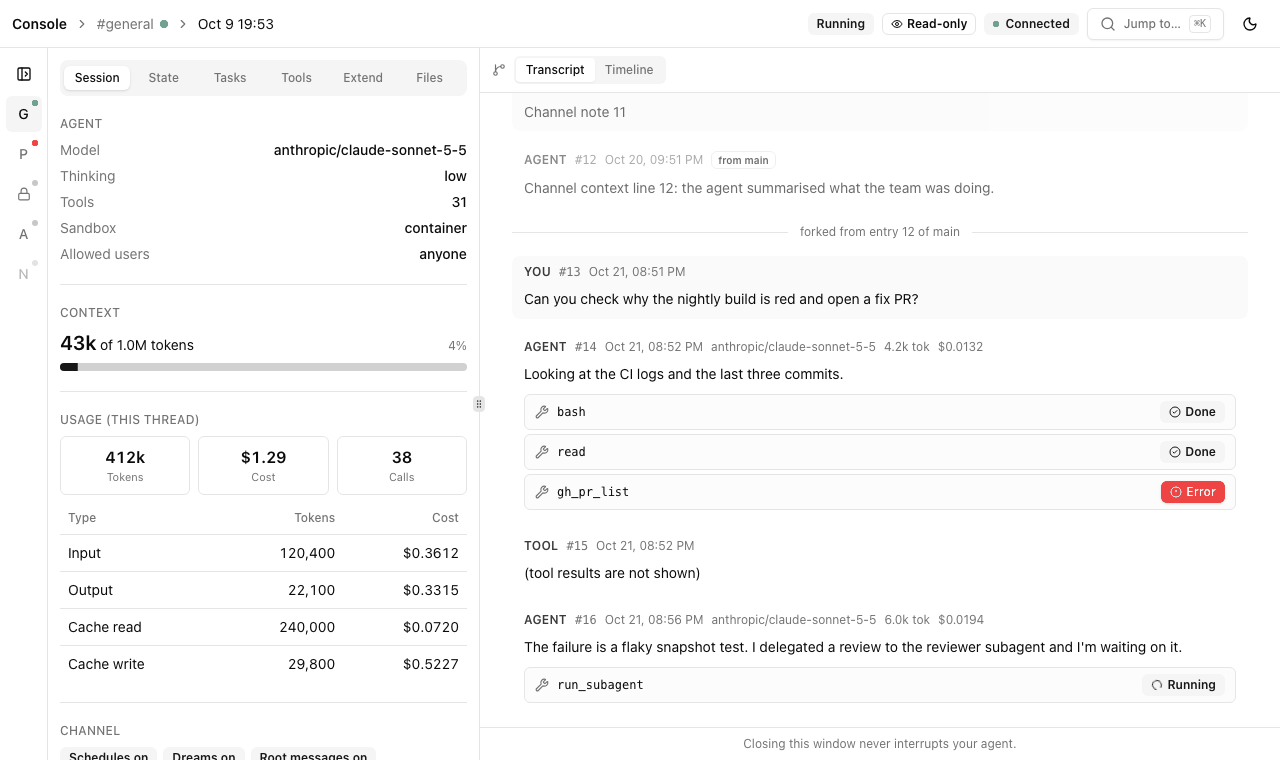 Console > #general > Oct 9 19:53
Running Read-only Connected Jump to... ⌘K
G
P
A
N
Session State Tasks Tools Extend Files
AGENT
Model anthropic/claude-sonnet-5-5
Thinking low
Tools 31
Sandbox container
Allowed users anyone
CONTEXT
43k of 1.0M tokens 4%
USAGE (THIS THREAD)
412k $1.29 38
Tokens Cost Calls
Type Tokens Cost
Input 120,400 $0.3612
Output 22,100 $0.3315
Cache read 240,000 $0.0720
Cache write 29,800 $0.5227
CHANNEL
Schedules on Dreams on Root messages on
Transcript Timeline
Channel note 11
AGENT #12 Oct 20, 09:51 PM from main
Channel context line 12: the agent summarised what the team was doing.
forked from entry 12 of main
YOU #13 Oct 21, 08:51 PM
Can you check why the nightly build is red and open a fix PR?
AGENT #14 Oct 21, 08:52 PM anthropic/claude-sonnet-5-5 4.2k tok $0.0132
Looking at the CI logs and the last three commits.
bash Done
read Done
gh_pr_list Error
TOOL #15 Oct 21, 08:52 PM
(tool results are not shown)
AGENT #16 Oct 21, 08:56 PM anthropic/claude-sonnet-5-5 6.0k tok $0.0194
The failure is a flaky snapshot test. I delegated a review to the reviewer subagent and I'm waiting on it.
run_subagent Running
Closing this window never interrupts your agent.